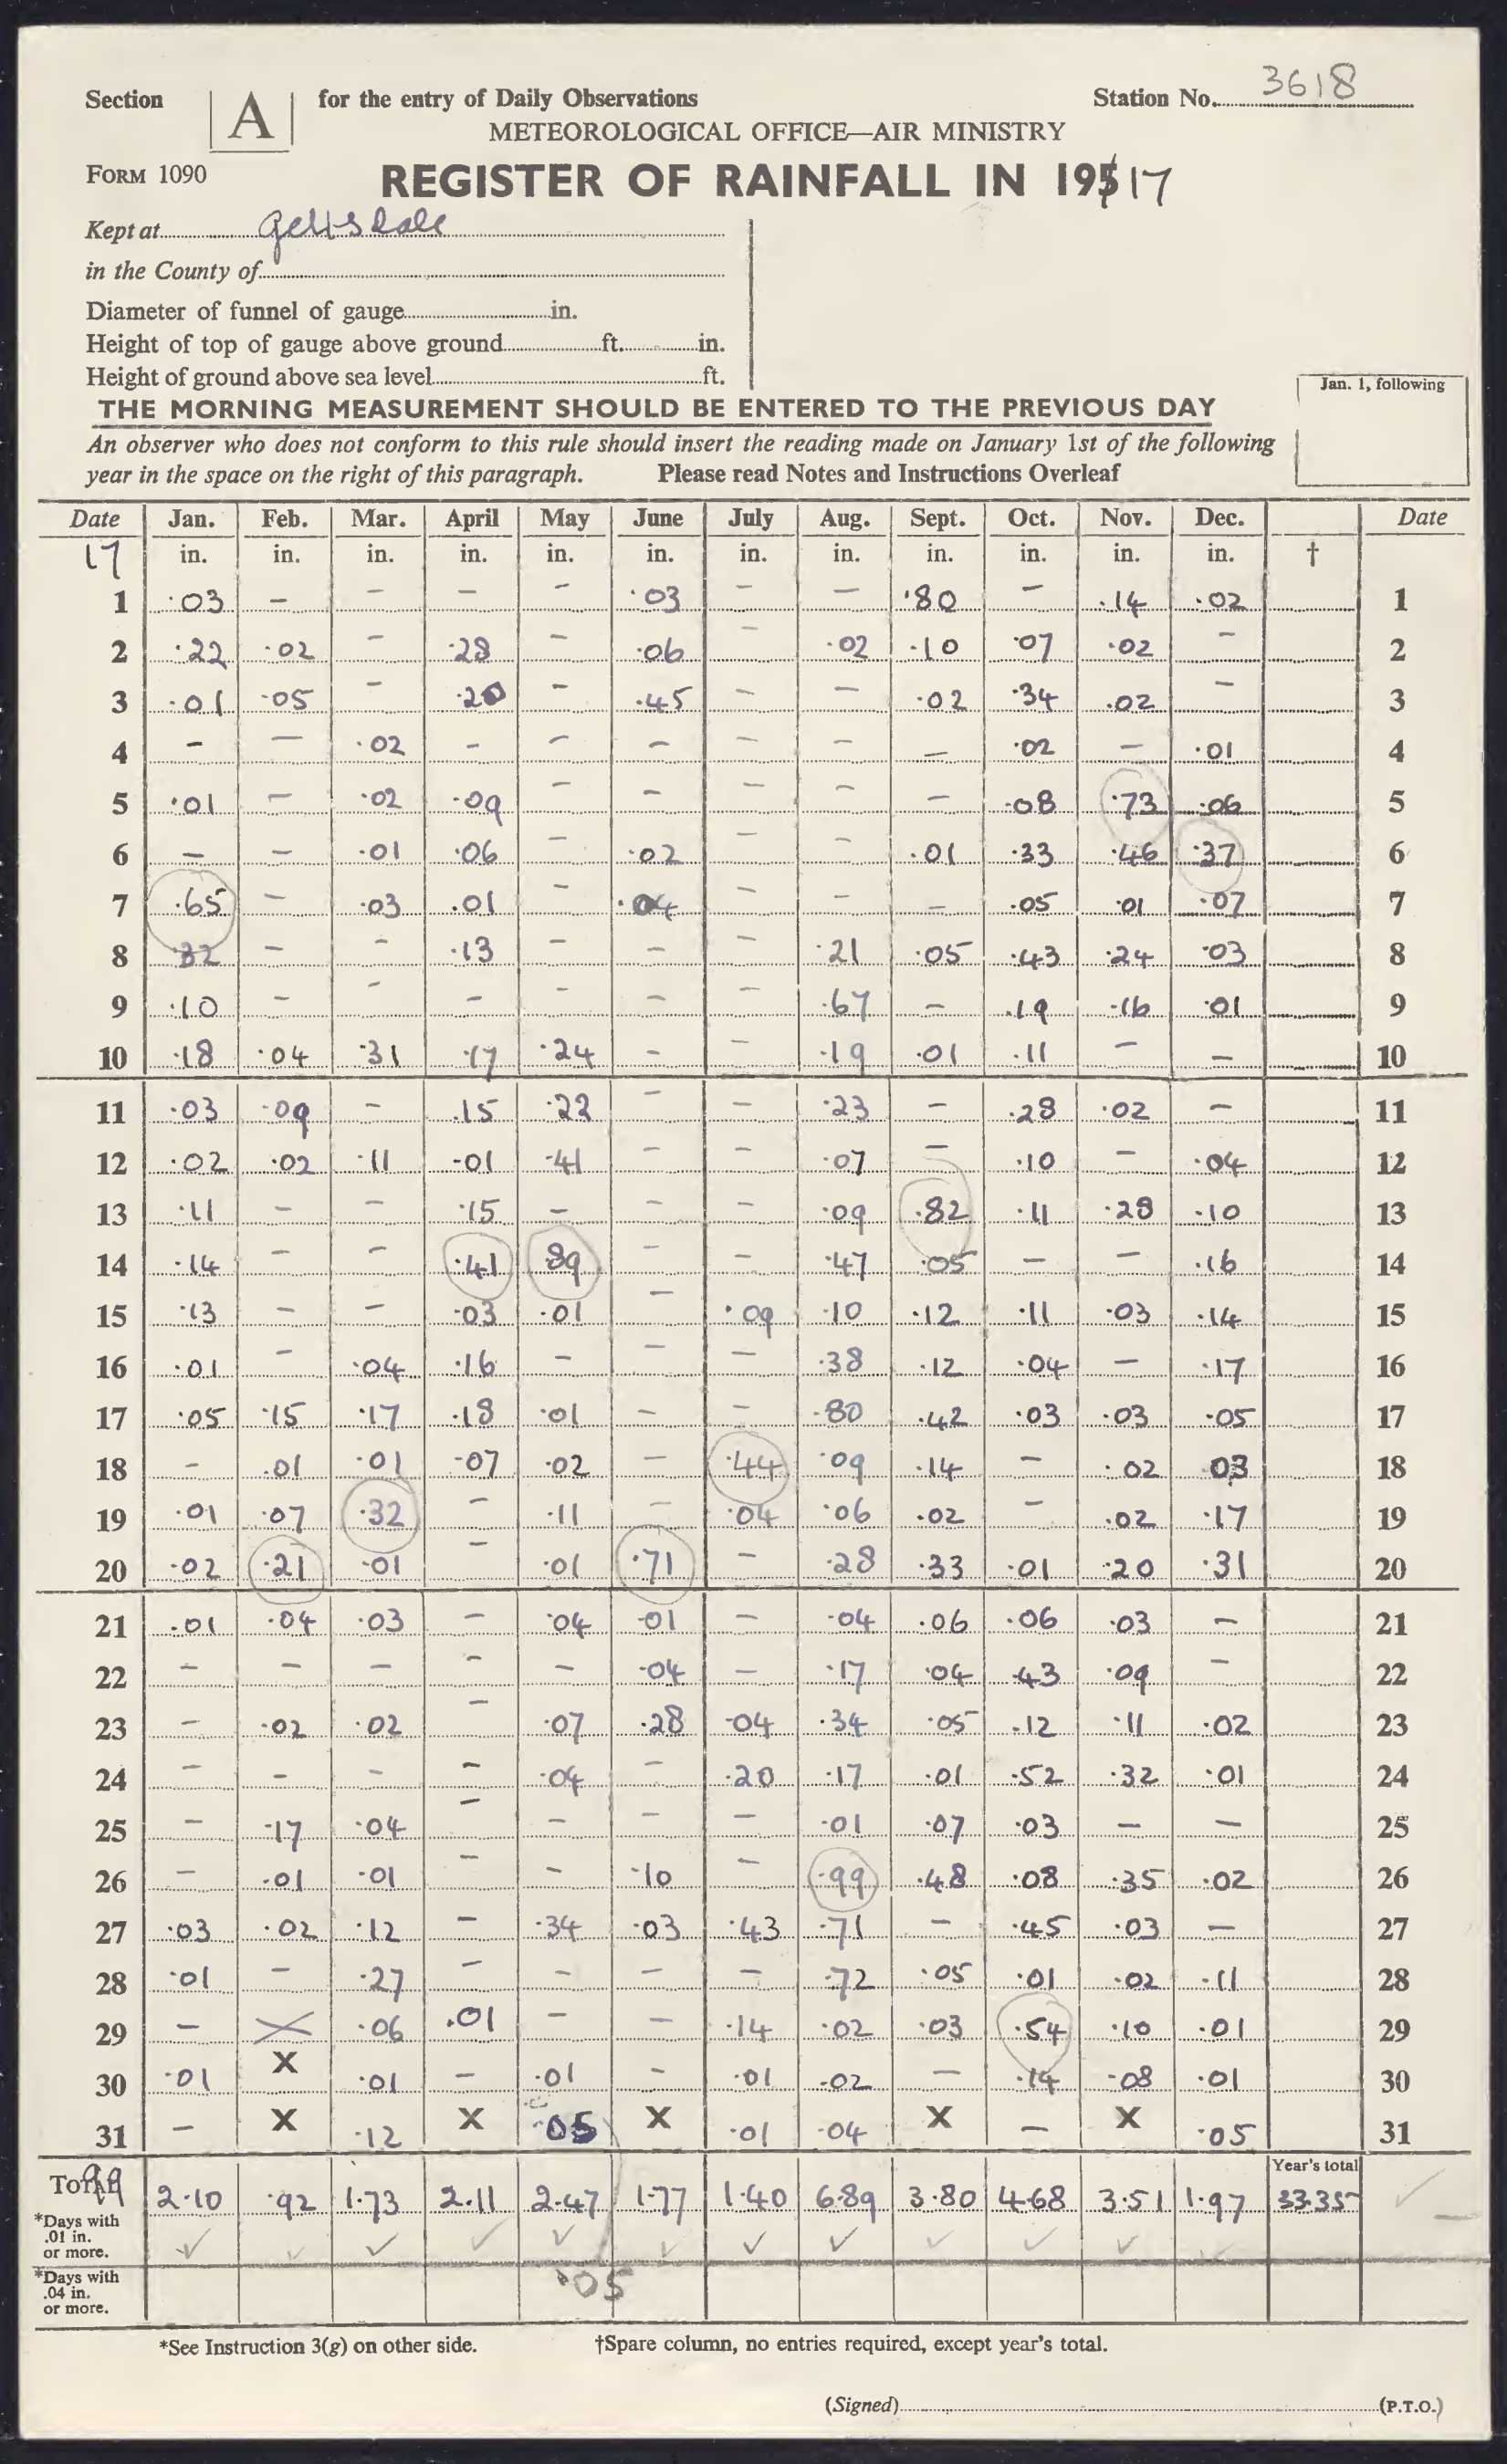 Section A for the entry of Daily Observations Station No. 3618
METEOROLOGICAL OFFICE—AIR MINISTRY
FORM 1090 REGISTER OF RAINFALL IN 195 17
Kept at Geltsdale
in the County of
Diameter of funnel of gauge in.
Height of top of gauge above ground ft. in.
Height of ground above sea level ft.
Jan. 1, following
THE MORNING MEASUREMENT SHOULD BE ENTERED TO THE PREVIOUS DAY
An observer who does not conform to this rule should insert the reading made on January 1st of the following
year in the space on the right of this paragraph. Please read Notes and Instructions Overleaf
Date Jan. Feb. Mar. April May June July Aug. Sept. Oct. Nov. Dec. Date
17 in. in. in. in. in. in. in. in. in. in. in. in. †
1 .03 - - - - .03 - - .80 - .14 .02 1
2 .22 .02 - .28 - .06 - .02 .10 .07 .02 - 2
3 .01 .05 - .20 - .45 - - .02 .34 .02 - 3
4 - - .02 - - - - - - .02 - .01 4
5 .01 - .02 .09 - - - - - .08 .73 .06 5
6 - - .01 .06 - .02 - - .01 .33 .46 .37 6
7 .65 - .03 .01 - .04 - - - .05 .01 .07 7
8 .32 - - .13 - - - .21 .05 .43 .24 .03 8
9 .10 - - - - - - .67 - .19 .16 .01 9
10 .18 .04 .31 .17 .24 - - .19 .01 .11 - - 10
11 .03 .09 - .15 .22 - - .23 - .28 .02 - 11
12 .02 .02 .11 .01 .41 - - .07 - .10 - .04 12
13 .11 - - .15 - - - .09 .82 .11 .28 .10 13
14 .14 - - .41 .89 - - .47 .05 - - .16 14
15 .13 - - .03 .01 - .09 .10 .12 .11 .03 .14 15
16 .01 - .04 .16 - - - .38 .12 .04 - .17 16
17 .05 .15 .17 .18 .01 - - .80 .42 .03 .03 .05 17
18 - .01 .01 .07 .02 - .44 .09 .14 - .02 03 18
19 .01 .07 .32 - .11 - .04 .06 .02 - .02 .17 19
20 .02 .21 .01 - .01 .71 - .28 .33 .01 .20 .31 20
21 .01 .04 .03 - .04 .01 - .04 .06 .06 .03 - 21
22 - - - - - .04 - .17 .04 .43 .09 - 22
23 - .02 .02 - .07 .28 .04 .34 .05 .12 .11 .02 23
24 - - - - .04 - .20 .17 .01 .52 .32 .01 24
25 - .17 .04 - - - - .01 .07 .03 - - 25
26 - .01 .01 - - .10 - .99 .48 .08 .35 .02 26
27 .03 .02 .12 - .34 .03 .43 .71 - .45 .03 - 27
28 .01 - .27 - - - - .72 .05 .01 .02 .11 28
29 - X .06 .01 - - .14 .02 .03 .54 .10 .01 29
30 .01 X .01 - .01 - .01 .02 - .14 .08 .01 30
31 - X .12 X .05 X .01 .04 X - X .05 31
Year's total
Total 2.10 .92 1.73 2.11 2.47 1.77 1.40 6.89 3.80 4.68 3.51 1.97 33.35
*Days with
.01 in.
or more.
*Days with
.04 in.
or more.
.05
*See Instruction 3(g) on other side. †Spare column, no entries required, except year's total.
(Signed) (P.T.O.)